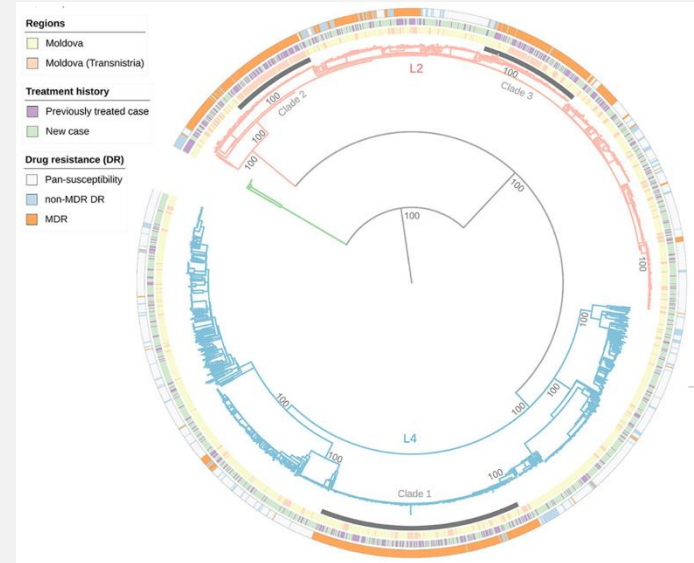 Regions
Moldova
Moldova (Transnistria)
Treatment history
Previously treated case
New case
Drug resistance (DR)
Pan-susceptibility
non-MDR DR
MDR
L2
100
Clade 2
100
Clade 3
100
100
100
100
100
100
100
100
100
L4
100
100
Clade 1